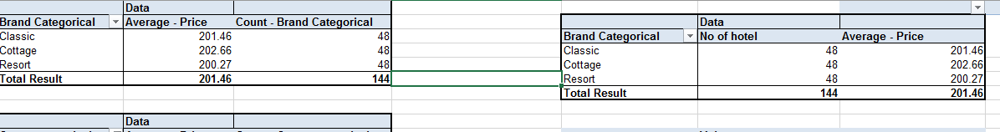 Data
Brand Categorical Average - Price Count - Brand Categorical
Classic 201.46 48
Cottage 202.66 48
Resort 200.27 48
Total Result 201.46 144
Data
Data
Brand Categorical No of hotel Average - Price
Classic 48 201.46
Cottage 48 202.66
Resort 48 200.27
Total Result 144 201.46